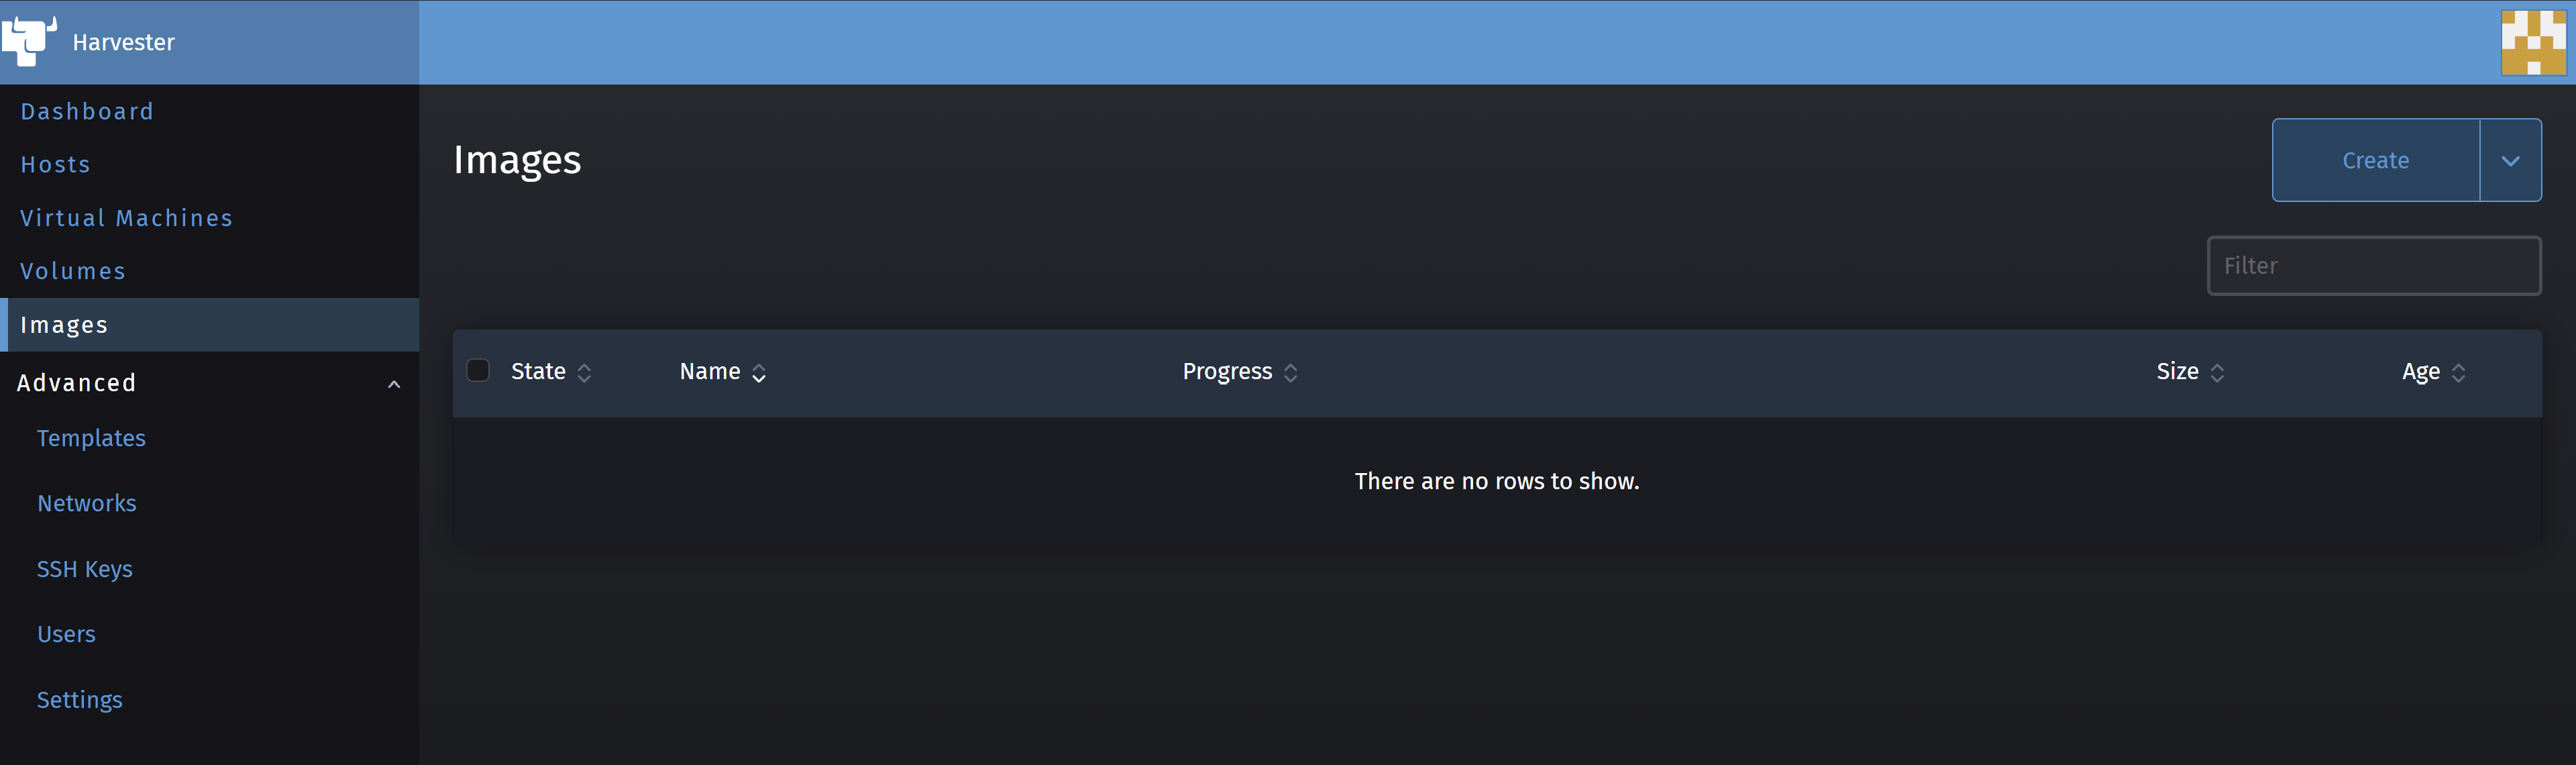 Harvester
Dashboard
Hosts
Virtual Machines
Volumes
Images
Advanced
Templates
Networks
SSH Keys
Users
Settings
Images
Create
Filter
State Name Progress Size Age
There are no rows to show.